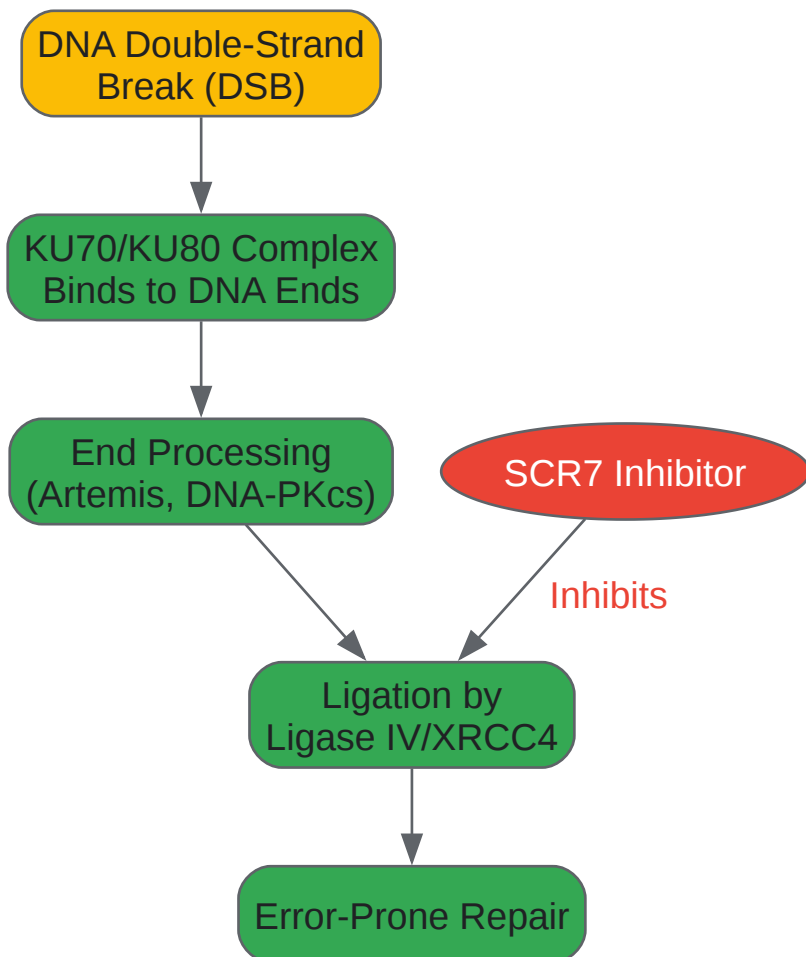 DNA Double-Strand
Break (DSB)
KU70/KU80 Complex
Binds to DNA Ends
End Processing
(Artemis, DNA-PKcs)
SCR7 Inhibitor
Inhibits
Ligation by
Ligase IV/XRCC4
Error-Prone Repair